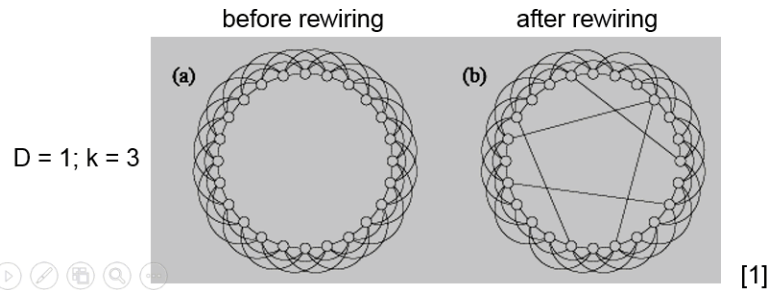 before rewiring
after rewiring
(a)
(b)
D = 1; k = 3
[1]